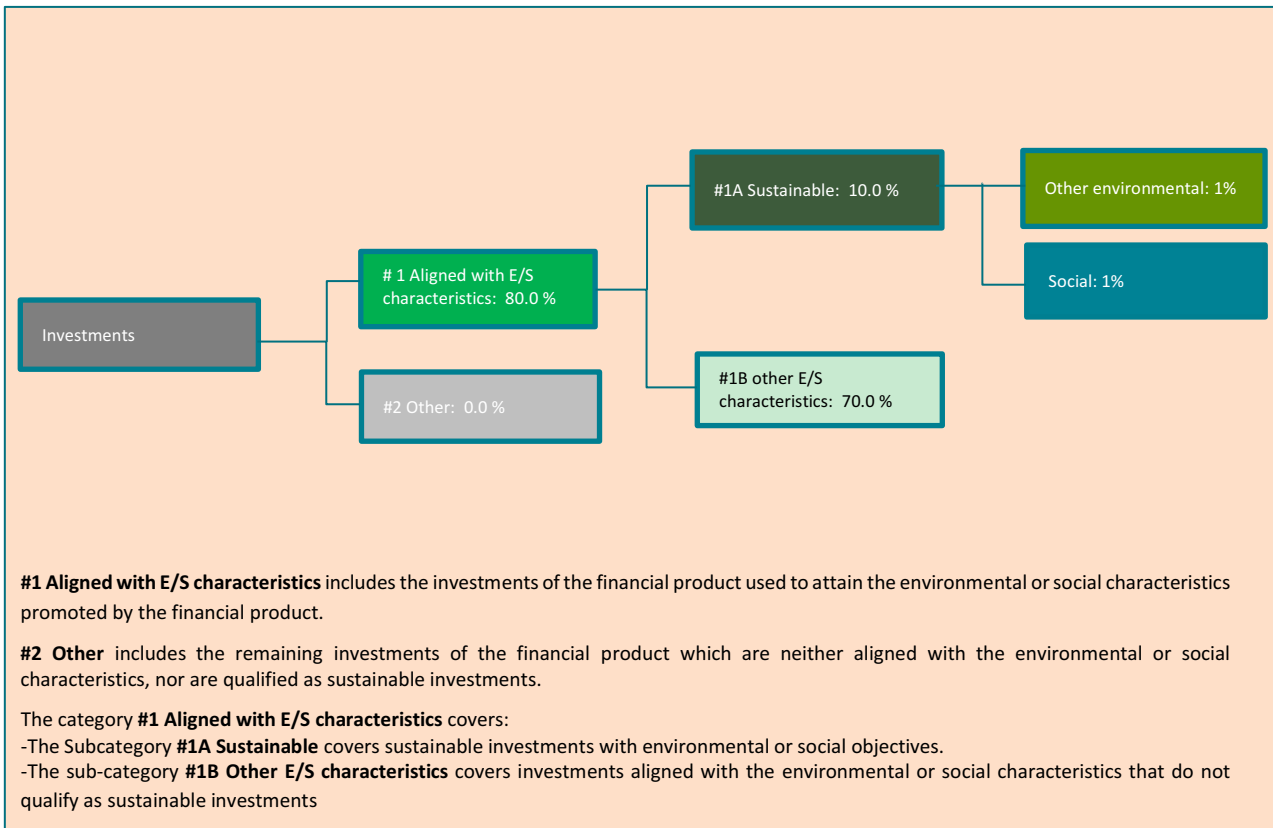 #1A Sustainable: 10.0 %
Other environmental: 1%
# 1 Aligned with E/S
characteristics: 80.0 %
Social: 1%
Investments
#1B other E/S
characteristics: 70.0 %
#2 Other: 0.0 %
#1 Aligned with E/S characteristics includes the investments of the financial product used to attain the environmental or social characteristics
promoted by the financial product.
#2 Other includes the remaining investments of the financial product which are neither aligned with the environmental or social
characteristics, nor are qualified as sustainable investments.
The category #1 Aligned with E/S characteristics covers:
-The Subcategory #1A Sustainable covers sustainable investments with environmental or social objectives.
-The sub-category #1B Other E/S characteristics covers investments aligned with the environmental or social characteristics that do not
qualify as sustainable investments